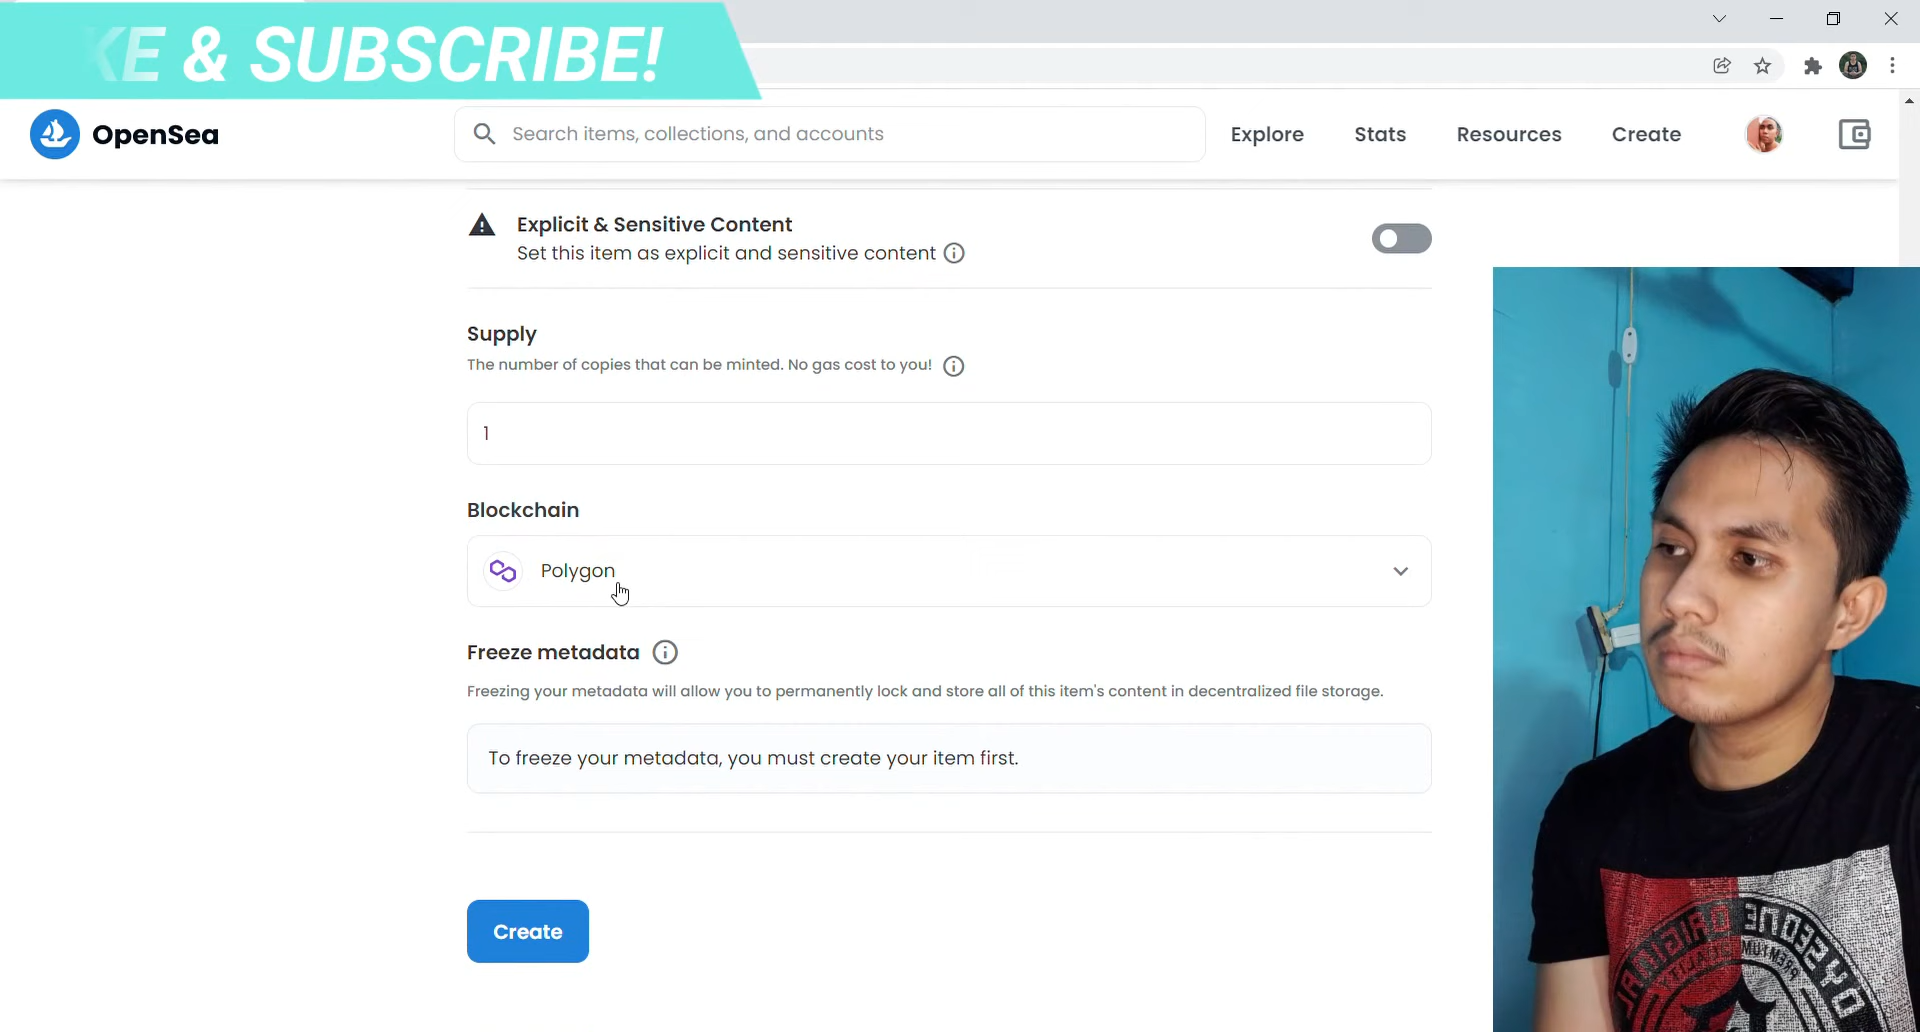 KE & SUBSCRIBE!
OpenSea
Search items, collections, and accounts
Explore
Stats
Resources
Create
Explicit & Sensitive Content
Set this item as explicit and sensitive content
Supply
The number of copies that can be minted. No gas cost to you!
1
Blockchain
Polygon
Freeze metadata
Freezing your metadata will allow you to permanently lock and store all of this item's content in decentralized file storage.
To freeze your metadata, you must create your item first.
Create